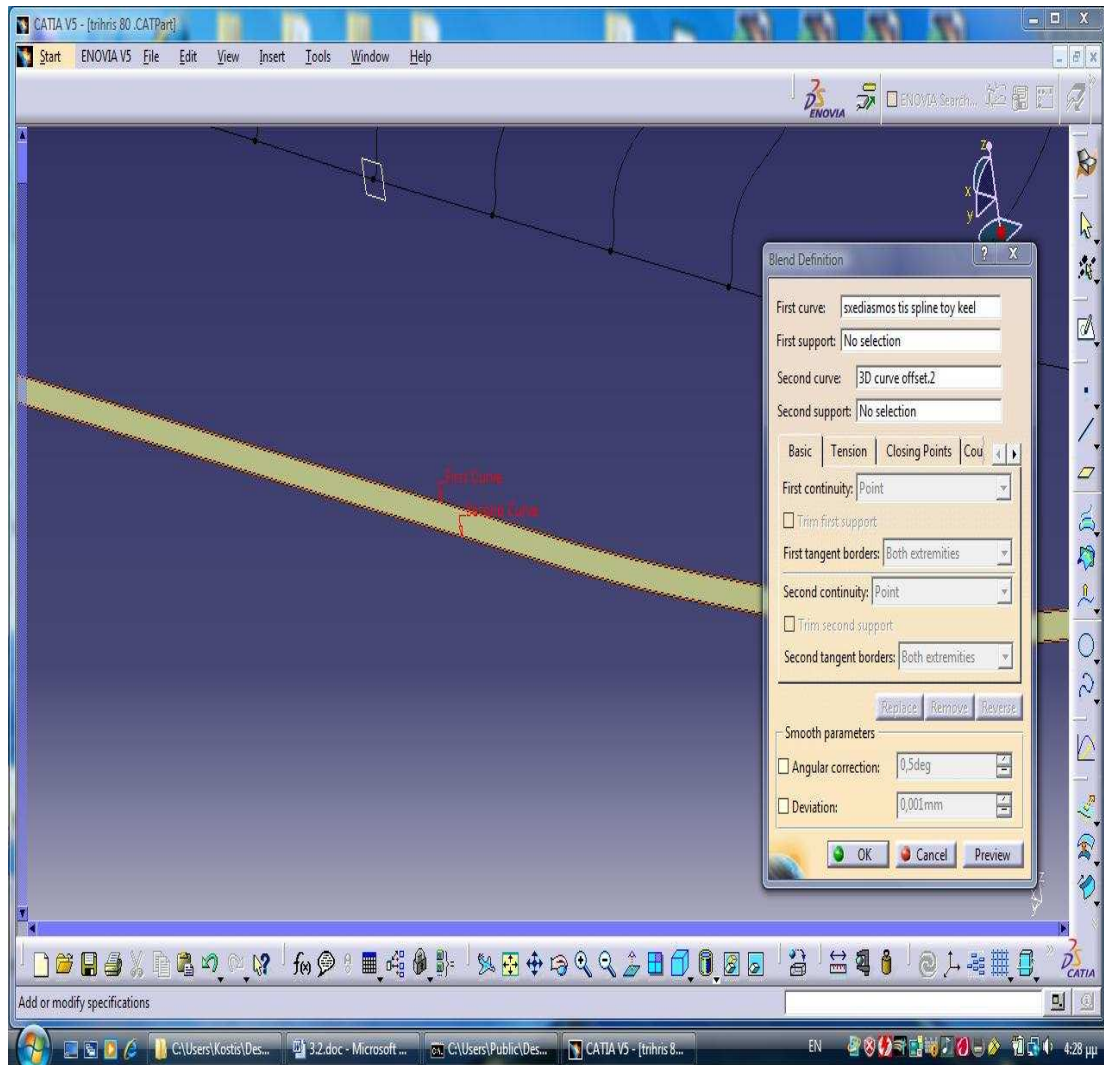 CATIA V5 - [trihris 80 .CATPart]
Start ENOVIA V5 File Edit View Insert Tools Window Help
ENOVIA
ENOVIA Search...
z
x
y
First Curve
Second Curve
Blend Definition
First curve: sxediasmos tis spline toy keel
First support: No selection
Second curve: 3D curve offset.2
Second support: No selection
Basic Tension Closing Points Cou
First continuity: Point
Trim first support
First tangent borders: Both extremities
Second continuity: Point
Trim second support
Second tangent borders: Both extremities
Replace Remove Reverse
Smooth parameters
Angular correction: 0,5deg
Deviation: 0,001mm
OK Cancel Preview
z
f(x)
CATIA
Add or modify specifications
C:\Users\Kostis\Des...
3.2.doc - Microsoft ...
C:\Users\Public\Des...
CATIA V5 - [trihris 8...
EN
4:28 μμ